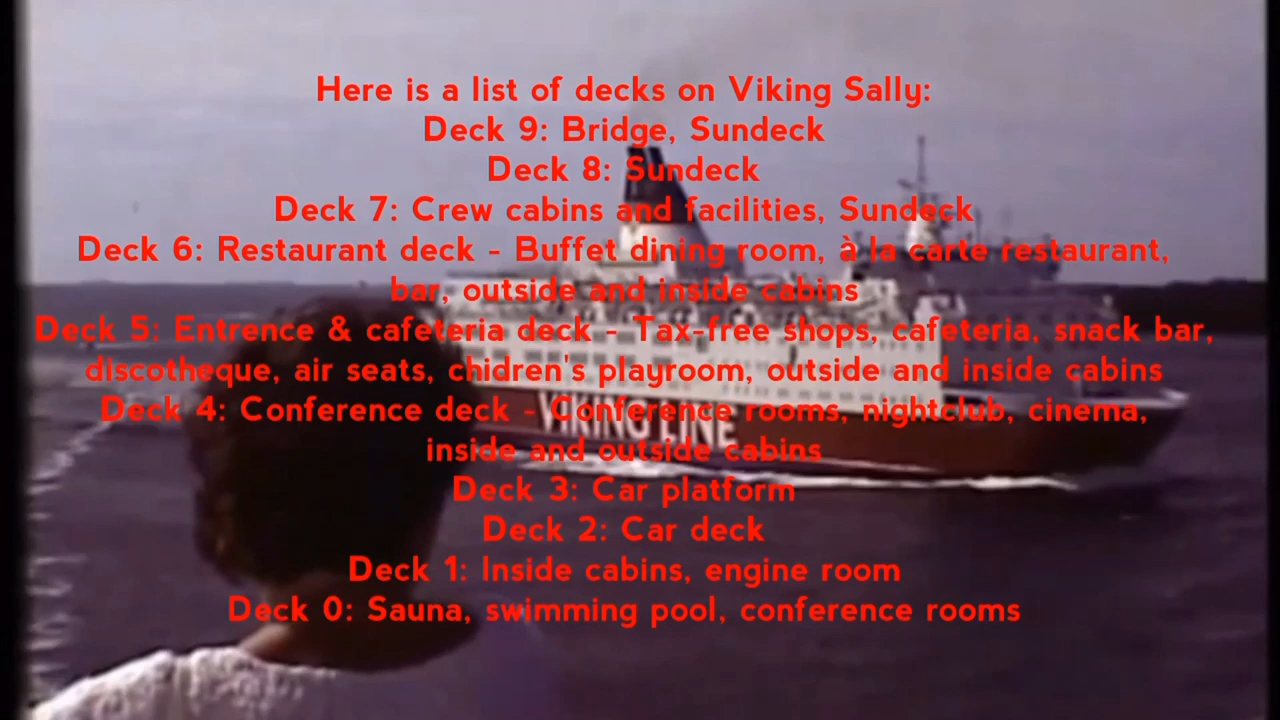 Here is a list of decks on Viking Sally:
Deck 9: Bridge, Sundeck
Deck 8: Sundeck
Deck 7: Crew cabins and facilities, Sundeck
Deck 6: Restaurant deck - Buffet dining room, à la carte restaurant,
bar, outside and inside cabins
Deck 5: Entrence & cafeteria deck - Tax-free shops, cafeteria, snack bar,
discotheque, air seats, chidren's playroom, outside and inside cabins
Deck 4: Conference deck - Conference rooms, nightclub, cinema,
inside and outside cabins
VIKING LINE
Deck 3: Car platform
Deck 2: Car deck
Deck 1: Inside cabins, engine room
Deck 0: Sauna, swimming pool, conference rooms